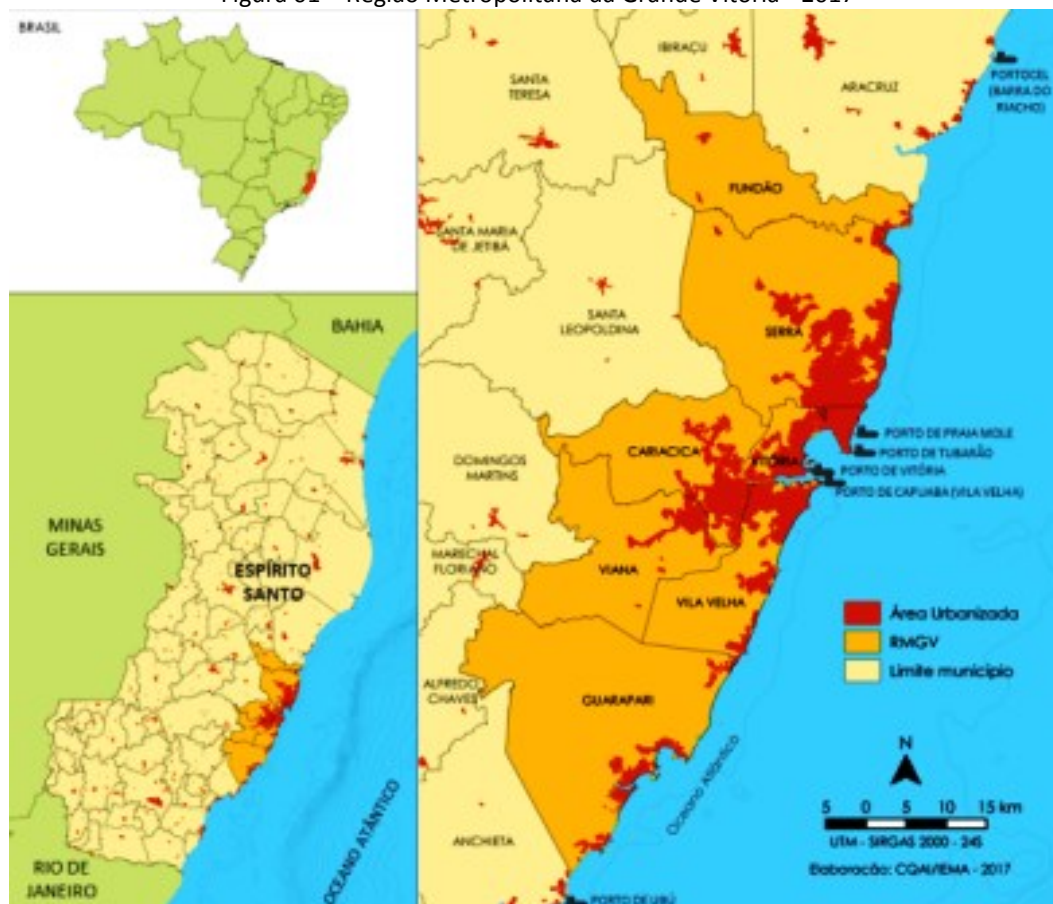 Figura 01 - Região Metropolitana da Grande Vitória - 2017
BRASIL
BAHIA
MINAS
GERAIS
ESPÍRITO
SANTO
RIO DE
JANEIRO
OCEANO ATÂNTICO
IBIRAÇU
SANTA
TERESA
ARACRUZ
PORTOCEL
(BARRA DO
RIACHO)
FUNDÃO
SANTA MARIA
DE JETIBÁ
SANTA
LEOPOLDINA
SERRA
CARIACICA
VITÓRIA
PORTO DE PRAIA MOLE
PORTO DE TUBARÃO
PORTO DE VITÓRIA
PORTO DE CAPUABA (VILA VELHA)
DOMINGOS
MARTINS
MARECHAL
FLORIANO
VIANA
VILA VELHA
ALFREDO
CHAVES
GUARAPARI
ANCHIETA
PORTO DE UBÚ
Oceano Atlântico
Área Urbanizada
RMGV
Limite município
N
5 0 5 10 15 km
UTM - SIRGAS 2000 - 24S
Elaboração: CQAI/IEMA - 2017